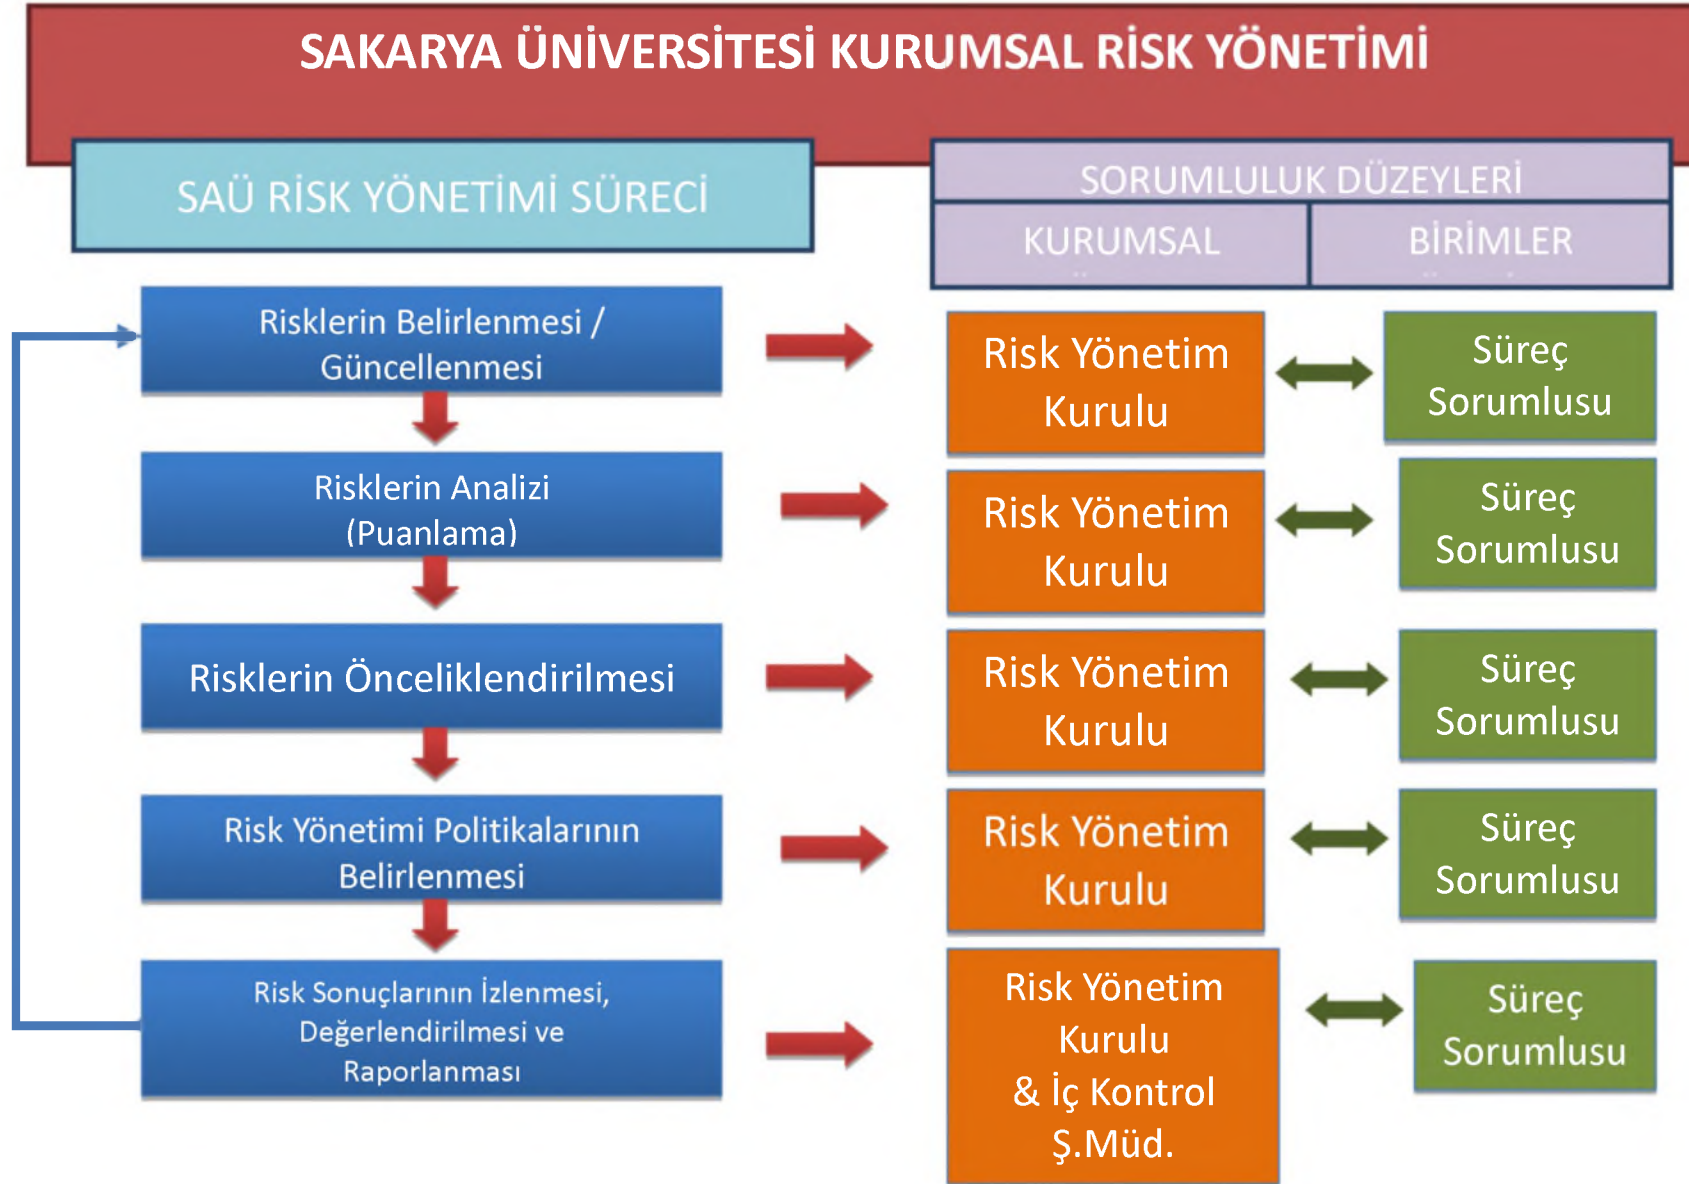 SAKARYA ÜNİVERSİTESİ KURUMSAL RİSK YÖNETİMİ
SAÜ RİSK YÖNETİMİ SÜRECİ
SORUMLULUK DÜZEYLERİ
KURUMSAL
BİRİMLER
Risklerin Belirlenmesi /
Güncellenmesi
Risk Yönetim
Kurulu
Süreç
Sorumlusu
Risklerin Analizi
(Puanlama)
Risk Yönetim
Kurulu
Süreç
Sorumlusu
Risklerin Önceliklendirilmesi
Risk Yönetim
Kurulu
Süreç
Sorumlusu
Risk Yönetimi Politikalarının
Belirlenmesi
Risk Yönetim
Kurulu
Süreç
Sorumlusu
Risk Sonuçlarının İzlenmesi,
Değerlendirilmesi ve
Raporlanması
Risk Yönetim
Kurulu
& İç Kontrol
Ş.Müd.
Süreç
Sorumlusu